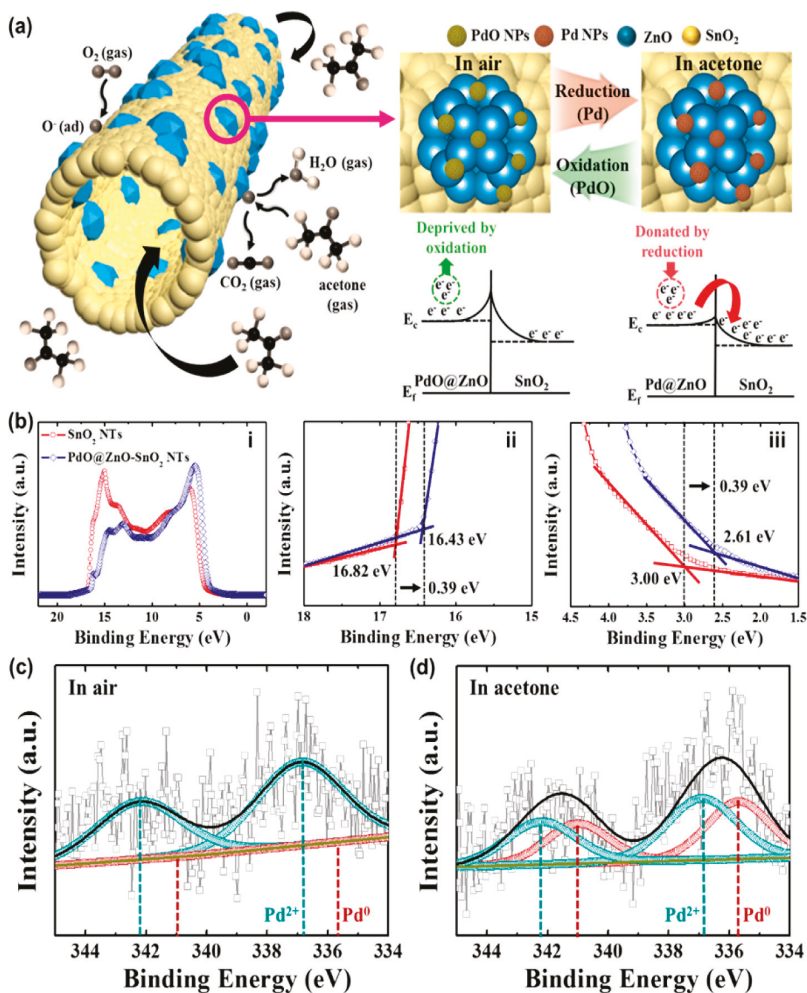 (a)
O₂ (gas)
O⁻ (ad)
H₂O (gas)
CO₂ (gas)
acetone
(gas)
PdO NPs
Pd NPs
ZnO
SnO₂
In air
Reduction
(Pd)
Oxidation
(PdO)
In acetone
Deprived by
oxidation
e⁻ e⁻
e⁻
e⁻ e⁻ e⁻
e⁻ e⁻ e⁻
E_c
E_f
PdO@ZnO
SnO₂
Donated by
reduction
e⁻ e⁻
e⁻
e⁻ e⁻ e⁻ e⁻
e⁻ e⁻ e⁻
e⁻ e⁻ e⁻
E_c
E_f
Pd@ZnO
SnO₂
(b)
i
SnO₂ NTs
PdO@ZnO-SnO₂ NTs
Intensity (a.u.)
20 15 10 5 0
Binding Energy (eV)
ii
Intensity (a.u.)
16.43 eV
16.82 eV
0.39 eV
18 17 16 15
Binding Energy (eV)
iii
Intensity (a.u.)
0.39 eV
2.61 eV
3.00 eV
4.5 4.0 3.5 3.0 2.5 2.0 1.5
Binding Energy (eV)
(c)
In air
Intensity (a.u.)
Pd²⁺
Pd⁰
344 342 340 338 336 334
Binding Energy (eV)
(d)
In acetone
Intensity (a.u.)
Pd²⁺
Pd⁰
344 342 340 338 336 334
Binding Energy (eV)